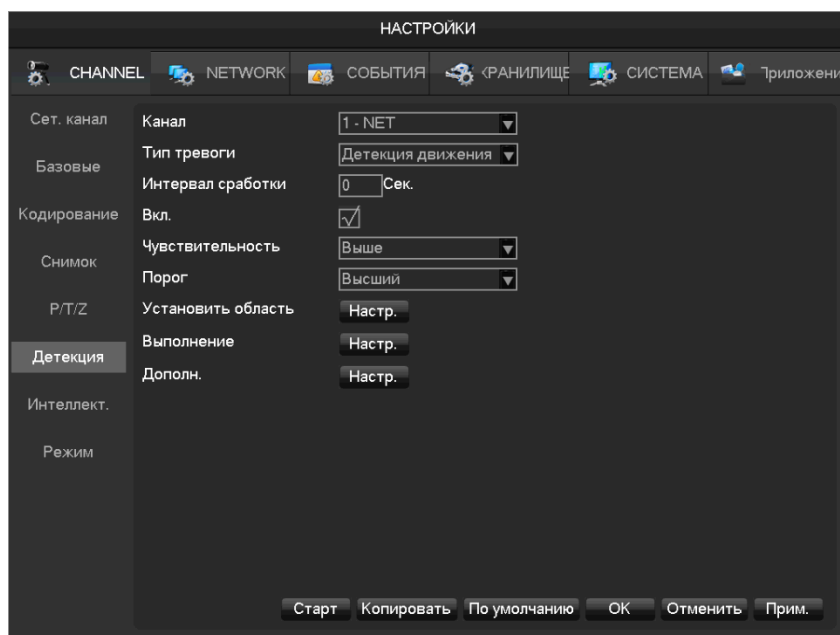 НАСТРОЙКИ
CHANNEL NETWORK СОБЫТИЯ ХРАНИЛИЩЕ СИСТЕМА Приложени
Сет. канал
Базовые
Кодирование
Снимок
P/T/Z
Детекция
Интеллект.
Режим
Канал 1 - NET
Тип тревоги Детекция движения
Интервал сработки 0 Сек.
Вкл.
Чувствительность Выше
Порог Высший
Установить область Настр.
Выполнение Настр.
Дополн. Настр.
Старт Копировать По умолчанию OK Отменить Прим.